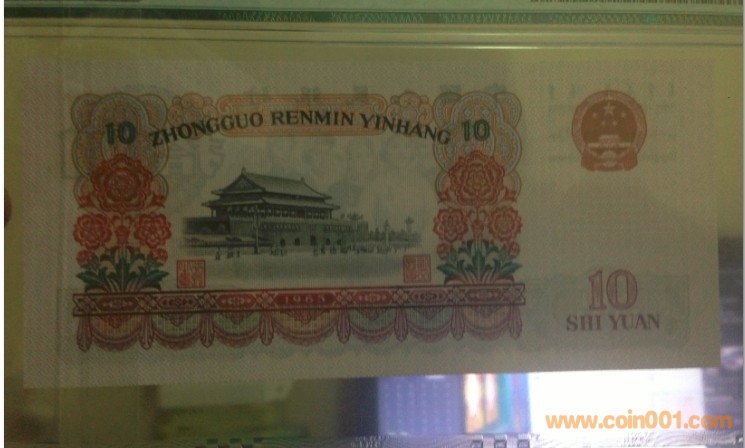 10 ZHONGGUO RENMIN YINHANG 10
1965
10
SHI YUAN
www.coin001.com